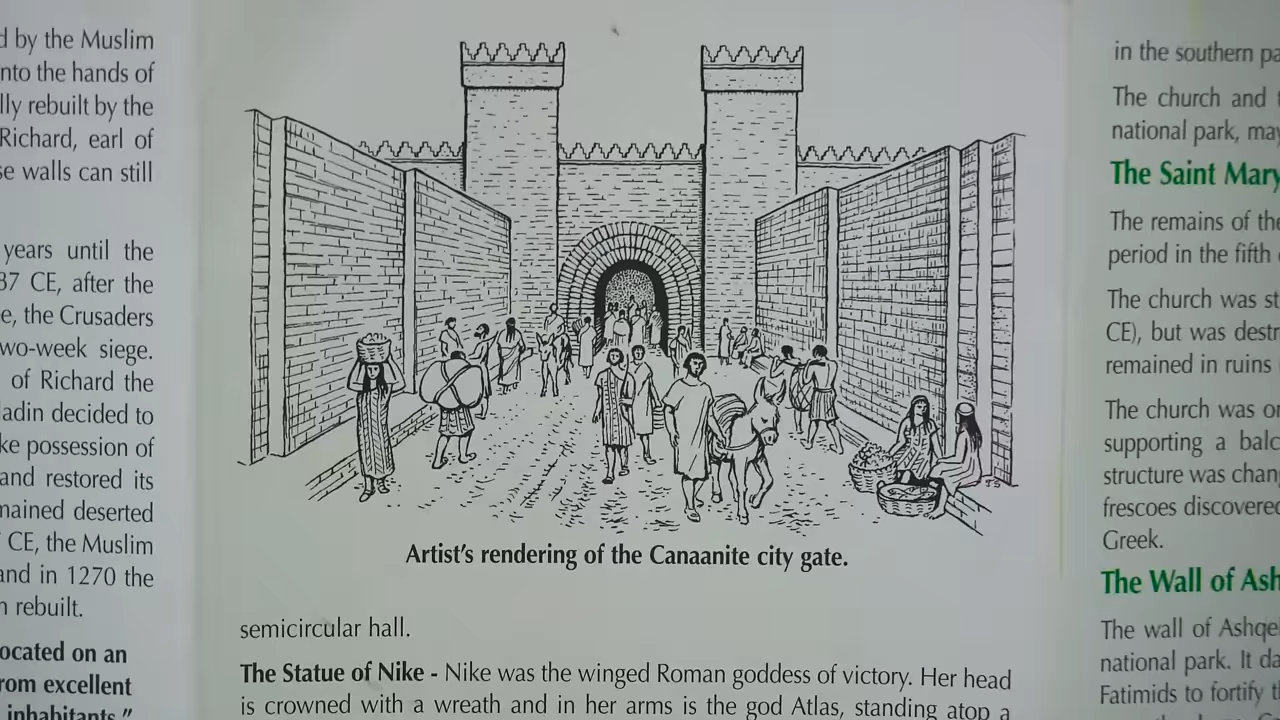 d by the Muslim
nto the hands of
lly rebuilt by the
Richard, earl of
se walls can still
years until the
37 CE, after the
e, the Crusaders
wo-week siege.
of Richard the
ladin decided to
ke possession of
and restored its
mained deserted
CE, the Muslim
and in 1270 the
n rebuilt.
ocated on an
rom excellent
inhabitants."
Artist's rendering of the Canaanite city gate.
semicircular hall.
The Statue of Nike - Nike was the winged Roman goddess of victory. Her head
is crowned with a wreath and in her arms is the god Atlas, standing atop a
in the southern pa
The church and t
national park, may
The Saint Mary
The remains of the
period in the fifth
The church was st
CE), but was destr
remained in ruins
The church was or
supporting a balc
structure was chang
frescoes discovered
Greek.
The Wall of Ash
The wall of Ashqe
national park. It da
Fatimids to fortify th